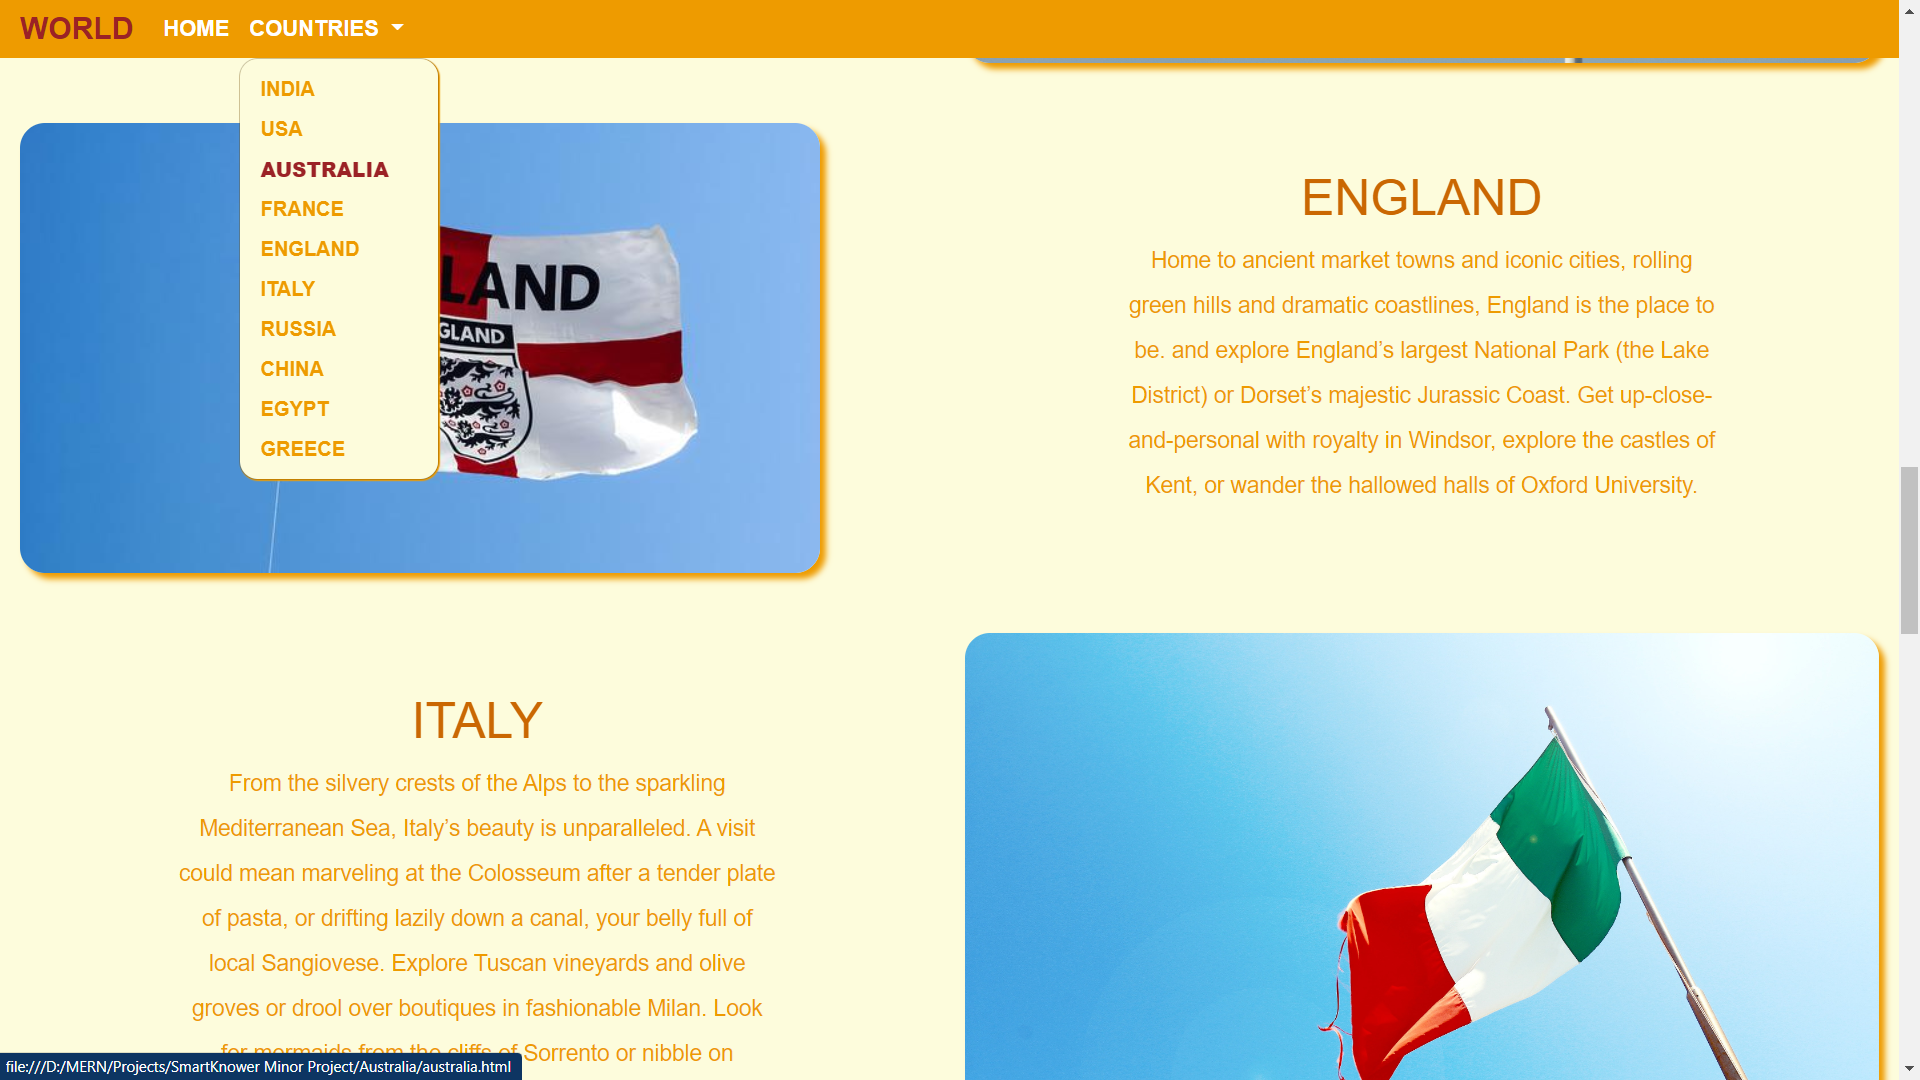 WORLD HOME COUNTRIES
INDIA
USA
AUSTRALIA
FRANCE
ENGLAND
ITALY
RUSSIA
CHINA
EGYPT
GREECE
LAND
GLAND
ENGLAND
Home to ancient market towns and iconic cities, rolling
green hills and dramatic coastlines, England is the place to
be. and explore England’s largest National Park (the Lake
District) or Dorset’s majestic Jurassic Coast. Get up-close-
and-personal with royalty in Windsor, explore the castles of
Kent, or wander the hallowed halls of Oxford University.
ITALY
From the silvery crests of the Alps to the sparkling
Mediterranean Sea, Italy’s beauty is unparalleled. A visit
could mean marveling at the Colosseum after a tender plate
of pasta, or drifting lazily down a canal, your belly full of
local Sangiovese. Explore Tuscan vineyards and olive
groves or drool over boutiques in fashionable Milan. Look
for mermaids from the cliffs of Sorrento or nibble on
file:///D:/MERN/Projects/SmartKnower Minor Project/Australia/australia.html